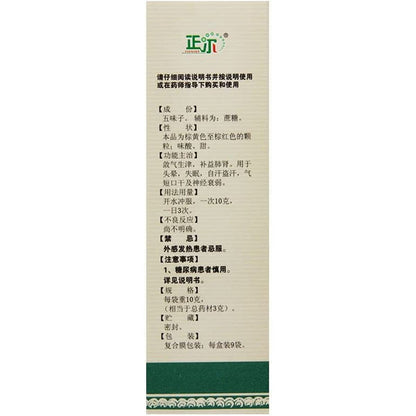 正尔®
请仔细阅读说明书并按说明使用
或在药师指导下购买和使用
【成 份】
五味子。辅料为：蔗糖。
【性 状】
本品为棕黄色至棕红色的颗
粒；味酸、甜。
【功能主治】
敛气生津，补益肺肾。用于
头晕，失眠，自汗盗汗，气
短口干及神经衰弱。
【用法用量】
开水冲服，一次10克，
一日3次。
【不良反应】
尚不明确。
【禁 忌】
外感发热患者忌服。
【注意事项】
1、糖尿病患者慎用。
详见说明书。
【规 格】
每袋重10克
（相当于总药材3克）
【贮 藏】
密封。
【包 装】
复合膜包装；每盒装9袋。